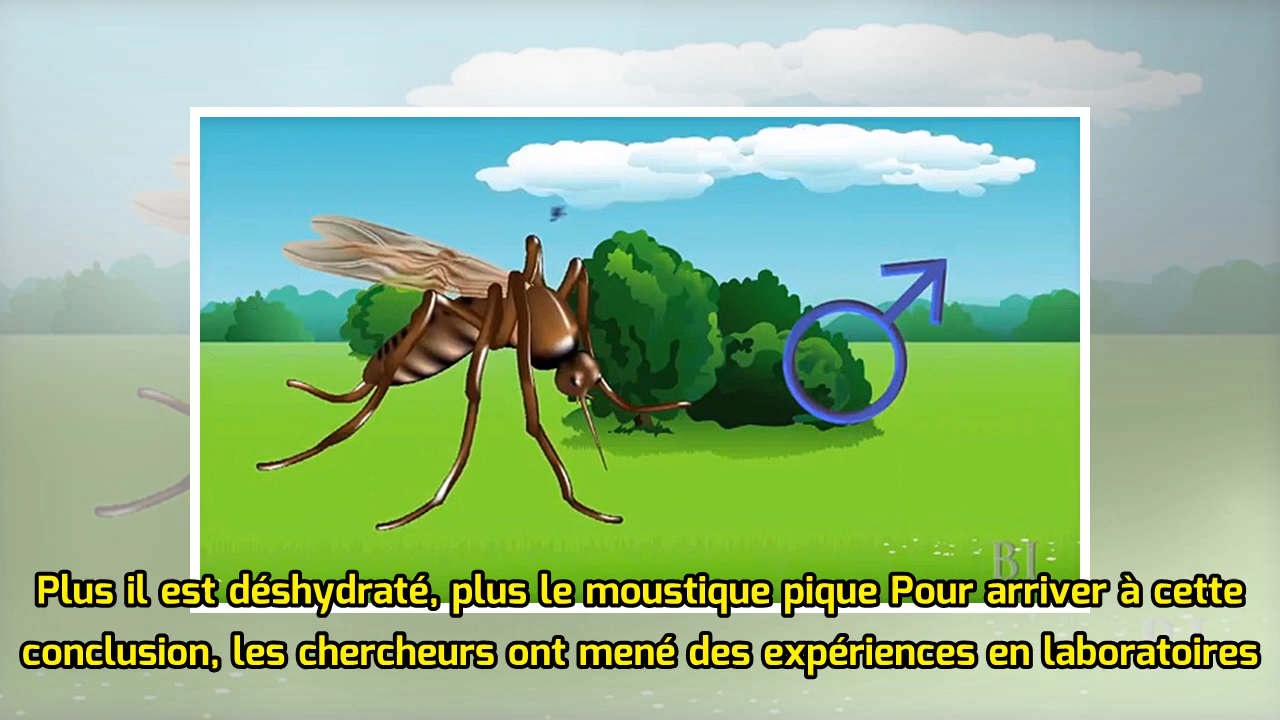 BI
Plus il est déshydraté, plus le moustique pique Pour arriver à cette
conclusion, les chercheurs ont mené des expériences en laboratoires